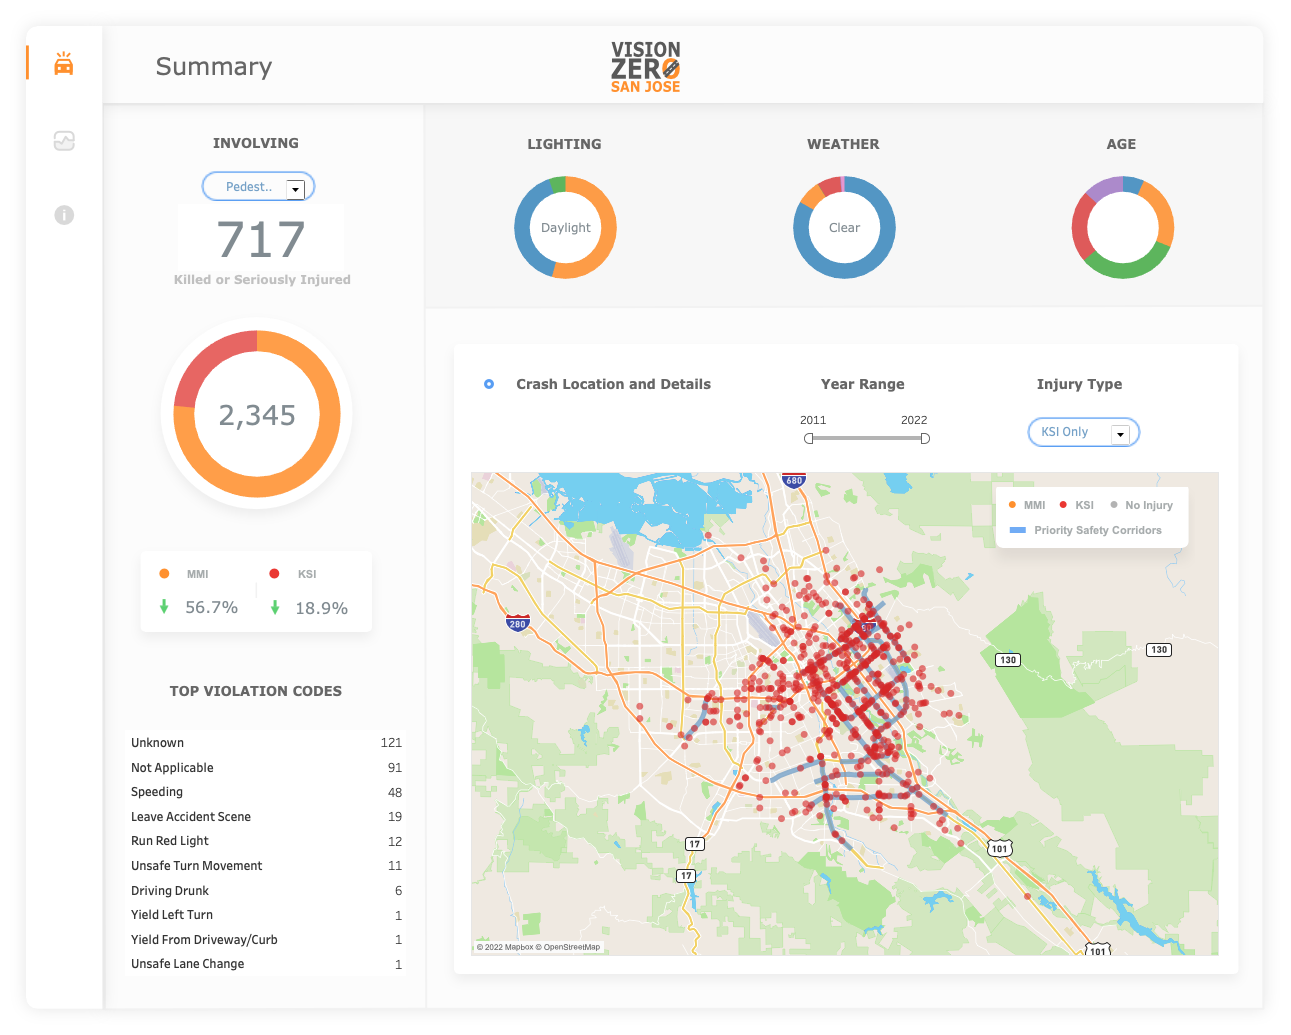 Summary
VISION
ZERO
SAN JOSE
INVOLVING
Pedest..
717
Killed or Seriously Injured
2,345
MMI KSI
56.7% 18.9%
TOP VIOLATION CODES
Unknown 121
Not Applicable 91
Speeding 48
Leave Accident Scene 19
Run Red Light 12
Unsafe Turn Movement 11
Driving Drunk 6
Yield Left Turn 1
Yield From Driveway/Curb 1
Unsafe Lane Change 1
LIGHTING WEATHER AGE
Daylight Clear
Crash Location and Details Year Range Injury Type
2011 2022
KSI Only
680
MMI KSI No Injury
Priority Safety Corridors
280
130
130
17
101
17
101
© 2022 Mapbox © OpenStreetMap